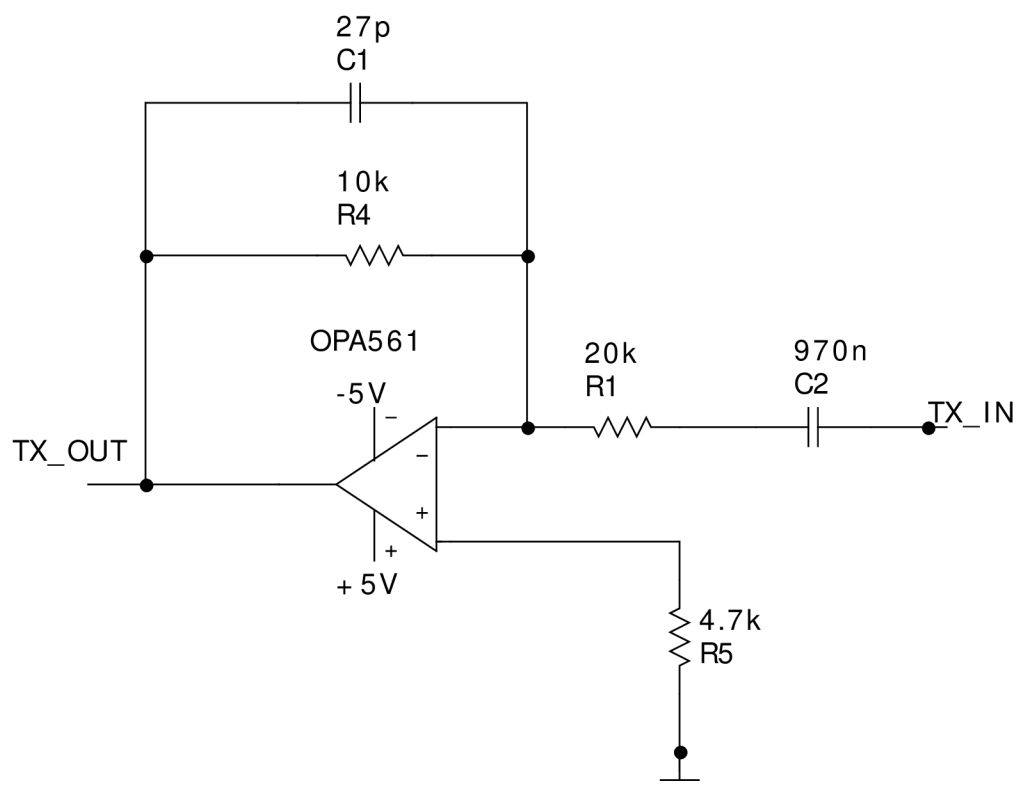 27p
C1
10k
R4
OPA561
20k
R1
970n
C2
-5V
−
TX_IN
TX_OUT
−
+
+
+ 5V
4.7k
R5